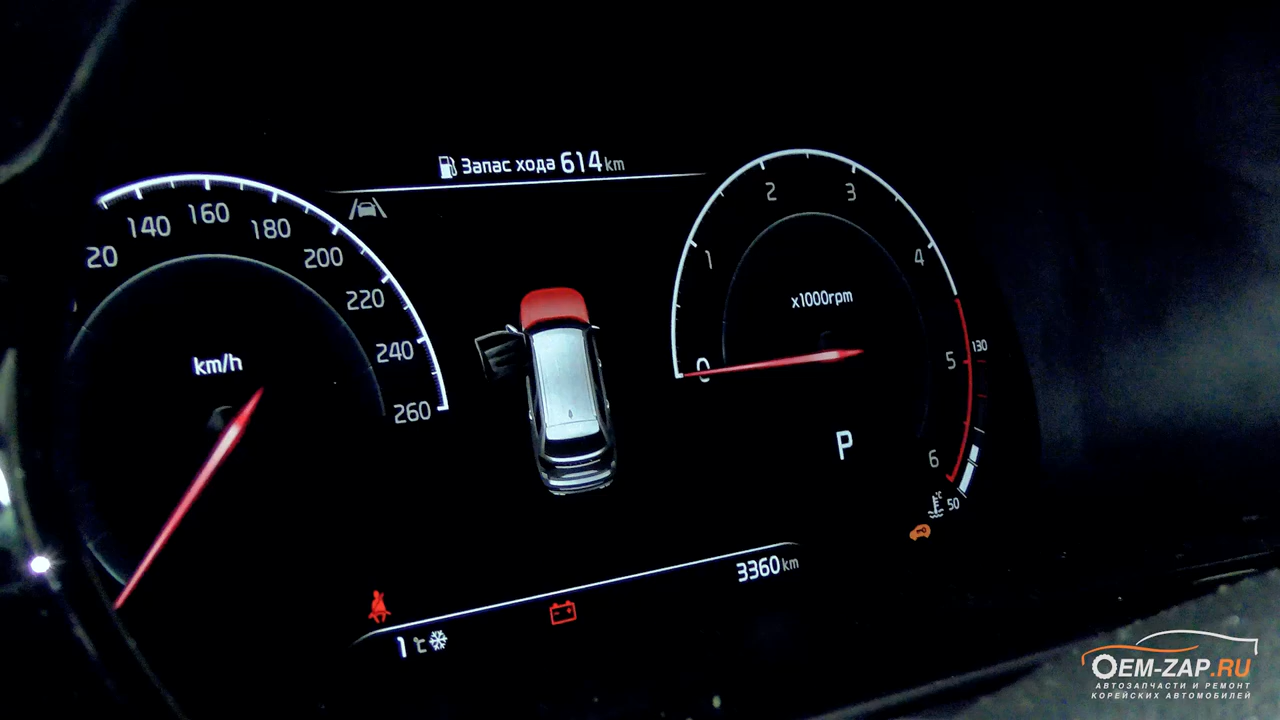 Запас хода 614 km
20
140
160
180
200
220
240
260
km/h
0
1
2
3
4
5
6
x1000rpm
130
50
P
3360 km
1 °C
OEM-ZAP.RU
АВТОЗАПЧАСТИ И РЕМОНТ
КОРЕЙСКИХ АВТОМОБИЛЕЙ